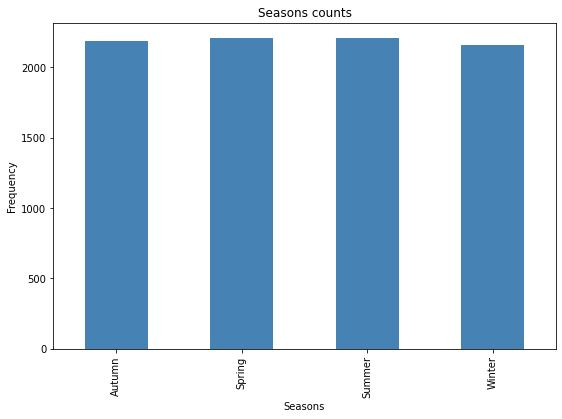 Seasons counts
Frequency
2000
1500
1000
500
0
Autumn
Spring
Summer
Winter
Seasons